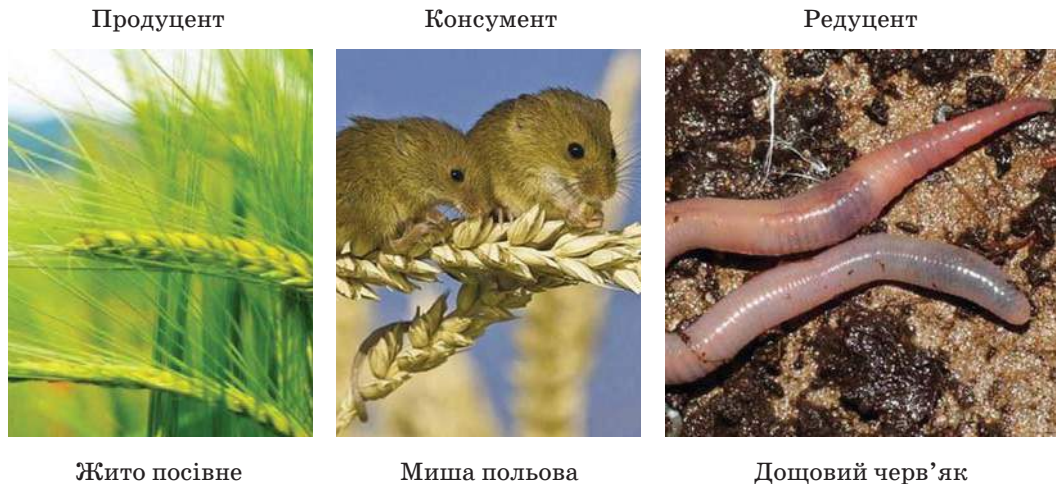 Продуцент
Консумент
Редуцент
Жито посівне
Миша польова
Дощовий черв’як